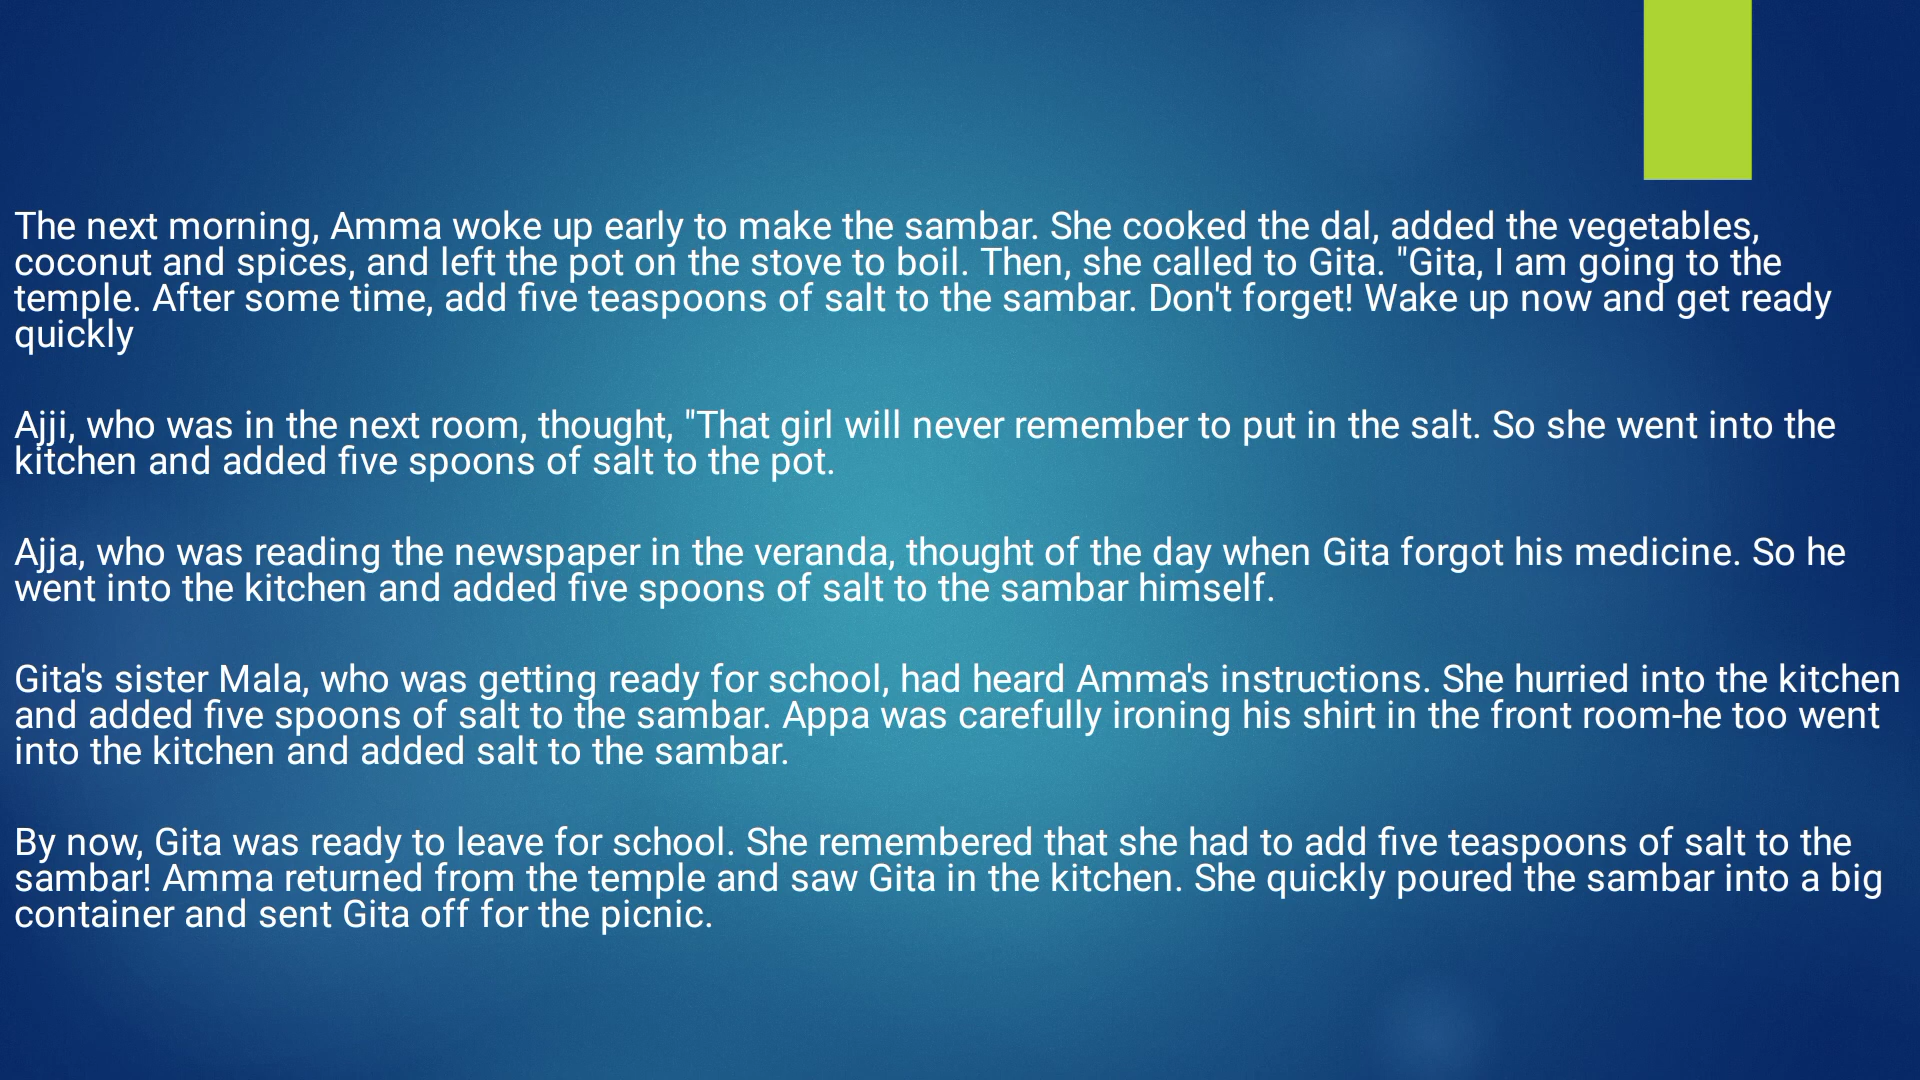 The next morning, Amma woke up early to make the sambar. She cooked the dal, added the vegetables,
coconut and spices, and left the pot on the stove to boil. Then, she called to Gita. "Gita, I am going to the
temple. After some time, add five teaspoons of salt to the sambar. Don't forget! Wake up now and get ready
quickly
Ajji, who was in the next room, thought, "That girl will never remember to put in the salt. So she went into the
kitchen and added five spoons of salt to the pot.
Ajja, who was reading the newspaper in the veranda, thought of the day when Gita forgot his medicine. So he
went into the kitchen and added five spoons of salt to the sambar himself.
Gita's sister Mala, who was getting ready for school, had heard Amma's instructions. She hurried into the kitchen
and added five spoons of salt to the sambar. Appa was carefully ironing his shirt in the front room-he too went
into the kitchen and added salt to the sambar.
By now, Gita was ready to leave for school. She remembered that she had to add five teaspoons of salt to the
sambar! Amma returned from the temple and saw Gita in the kitchen. She quickly poured the sambar into a big
container and sent Gita off for the picnic.